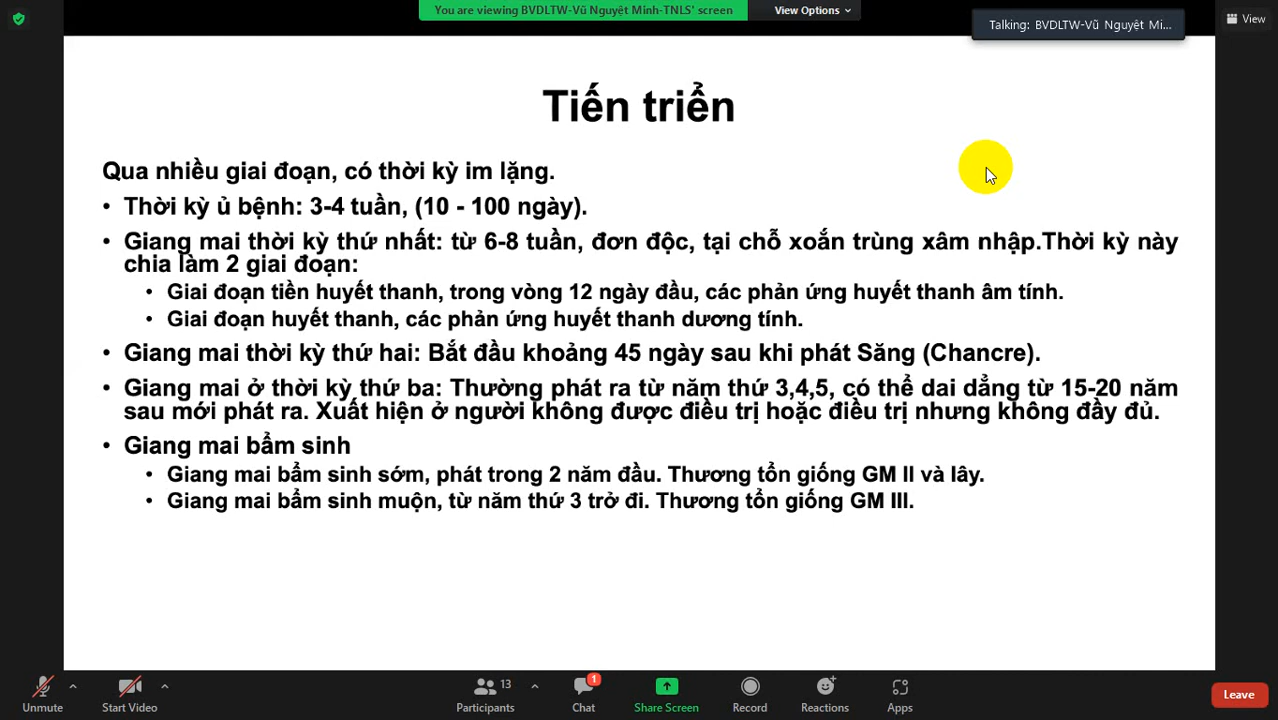 You are viewing BVDLTW-Vũ Nguyệt Minh-TNLS' screen
View Options
Talking: BVDLTW-Vũ Nguyệt Mi...
View
Tiến triển
Qua nhiều giai đoạn, có thời kỳ im lặng.
• Thời kỳ ủ bệnh: 3-4 tuần, (10 - 100 ngày).
• Giang mai thời kỳ thứ nhất: từ 6-8 tuần, đơn độc, tại chỗ xoắn trùng xâm nhập.Thời kỳ này
chia làm 2 giai đoạn:
• Giai đoạn tiền huyết thanh, trong vòng 12 ngày đầu, các phản ứng huyết thanh âm tính.
• Giai đoạn huyết thanh, các phản ứng huyết thanh dương tính.
• Giang mai thời kỳ thứ hai: Bắt đầu khoảng 45 ngày sau khi phát Săng (Chancre).
• Giang mai ở thời kỳ thứ ba: Thường phát ra từ năm thứ 3,4,5, có thể dai dẳng từ 15-20 năm
sau mới phát ra. Xuất hiện ở người không được điều trị hoặc điều trị nhưng không đầy đủ.
• Giang mai bẩm sinh
• Giang mai bẩm sinh sớm, phát trong 2 năm đầu. Thương tổn giống GM II và lây.
• Giang mai bẩm sinh muộn, từ năm thứ 3 trở đi. Thương tổn giống GM III.
Unmute
Start Video
13
Participants
1
Chat
Share Screen
Record
Reactions
Apps
Leave